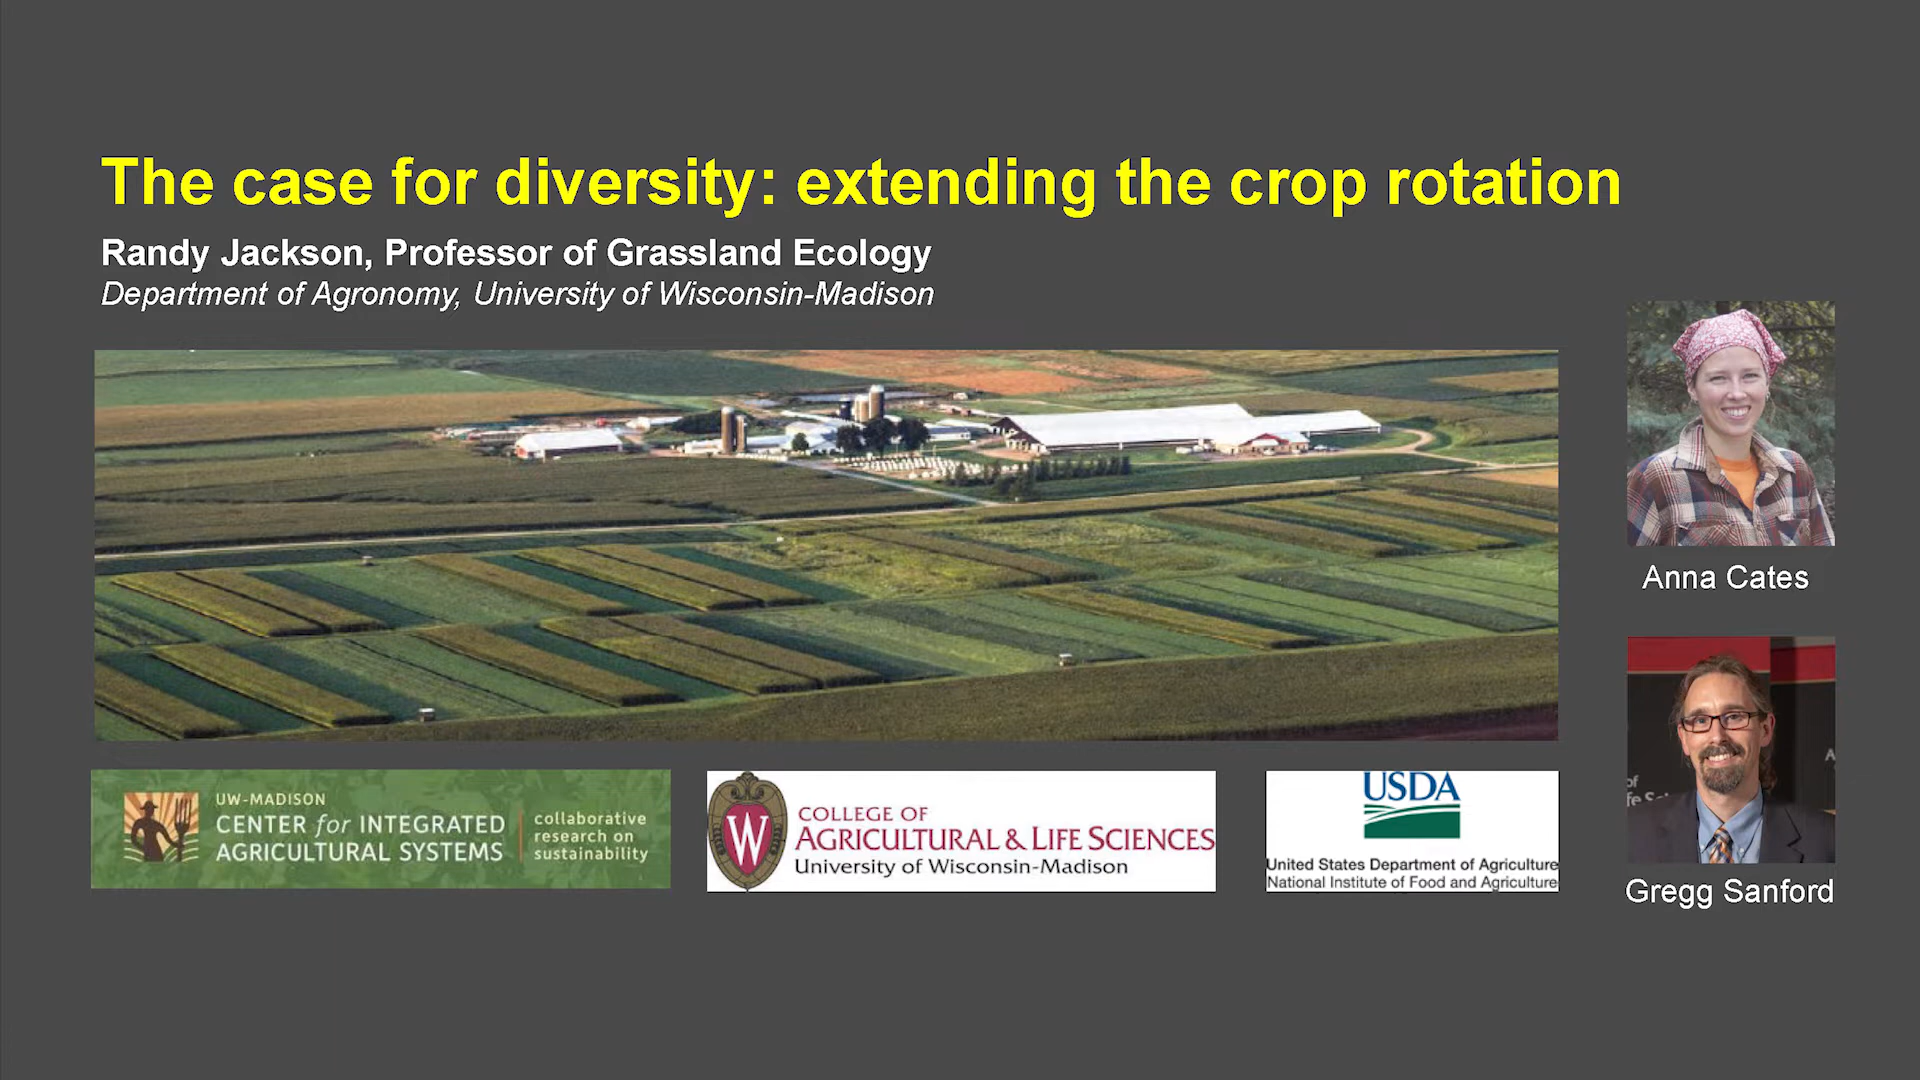 The case for diversity: extending the crop rotation
Randy Jackson, Professor of Grassland Ecology
Department of Agronomy, University of Wisconsin-Madison
Anna Cates
Gregg Sanford
UW-MADISON
CENTER for INTEGRATED
AGRICULTURAL SYSTEMS
collaborative
research on
sustainability
W
COLLEGE OF
AGRICULTURAL & LIFE SCIENCES
University of Wisconsin-Madison
USDA
United States Department of Agriculture
National Institute of Food and Agriculture